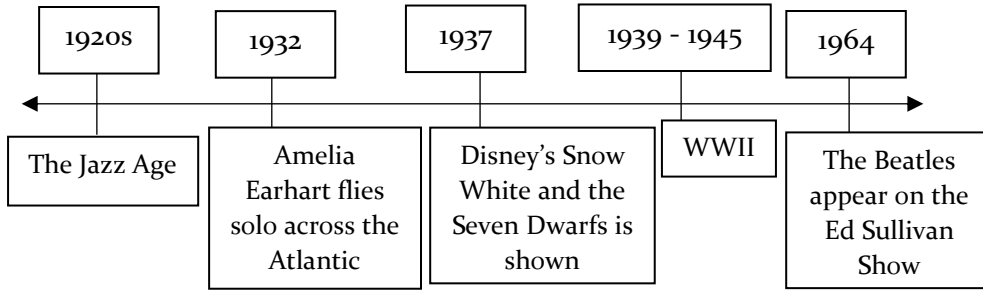 1920s
1932
1937
1939 - 1945
1964
The Jazz Age
Amelia
Earhart flies
solo across the
Atlantic
Disney’s Snow
White and the
Seven Dwarfs is
shown
WWII
The Beatles
appear on the
Ed Sullivan
Show